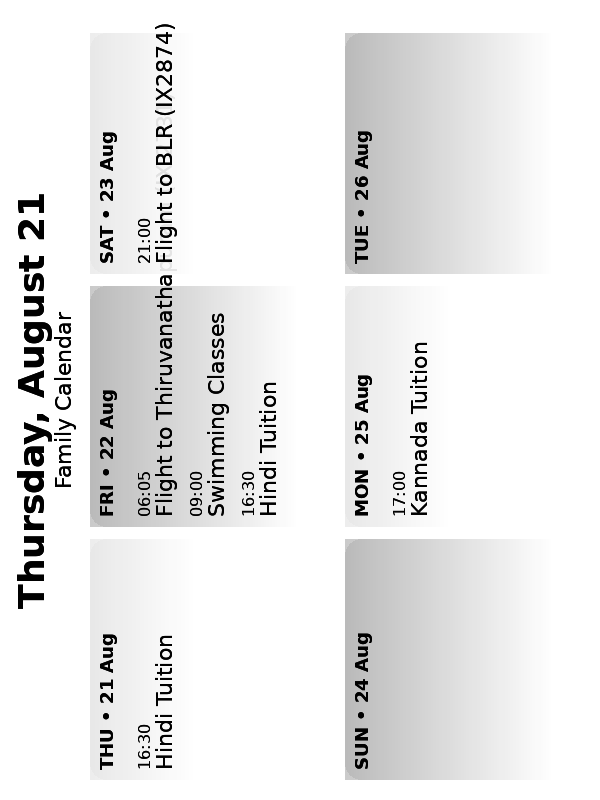 Thursday, August 21
Family Calendar
THU • 21 Aug
16:30
Hindi Tuition
FRI • 22 Aug
06:05
Flight to Thiruvanatha
09:00
Swimming Classes
16:30
Hindi Tuition
SAT • 23 Aug
21:00
Flight to BLR (IX2874)
SUN • 24 Aug
MON • 25 Aug
17:00
Kannada Tuition
TUE • 26 Aug